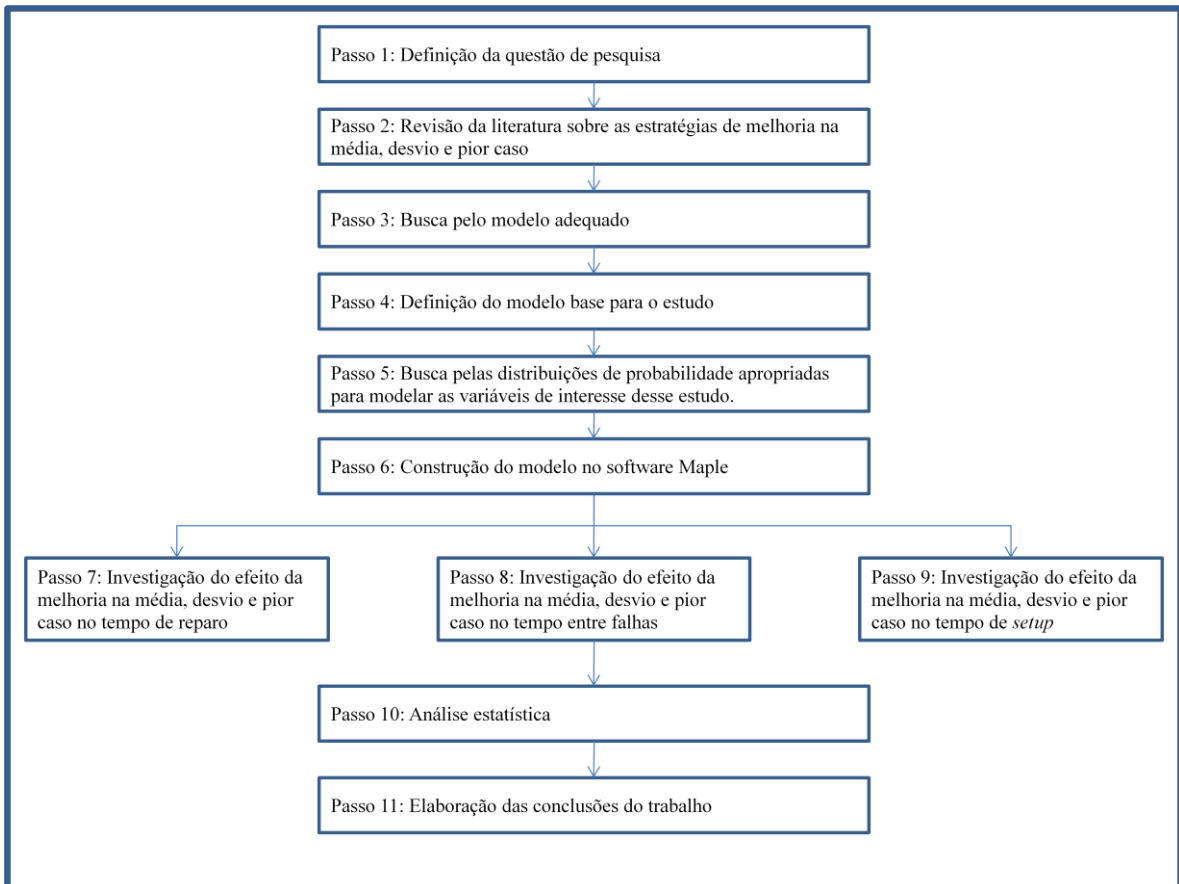 Passo 1: Definição da questão de pesquisa
Passo 2: Revisão da literatura sobre as estratégias de melhoria na
média, desvio e pior caso
Passo 3: Busca pelo modelo adequado
Passo 4: Definição do modelo base para o estudo
Passo 5: Busca pelas distribuições de probabilidade apropriadas
para modelar as variáveis de interesse desse estudo.
Passo 6: Construção do modelo no software Maple
Passo 7: Investigação do efeito da
melhoria na média, desvio e pior
caso no tempo de reparo
Passo 8: Investigação do efeito da
melhoria na média, desvio e pior
caso no tempo entre falhas
Passo 9: Investigação do efeito da
melhoria na média, desvio e pior
caso no tempo de setup
Passo 10: Análise estatística
Passo 11: Elaboração das conclusões do trabalho